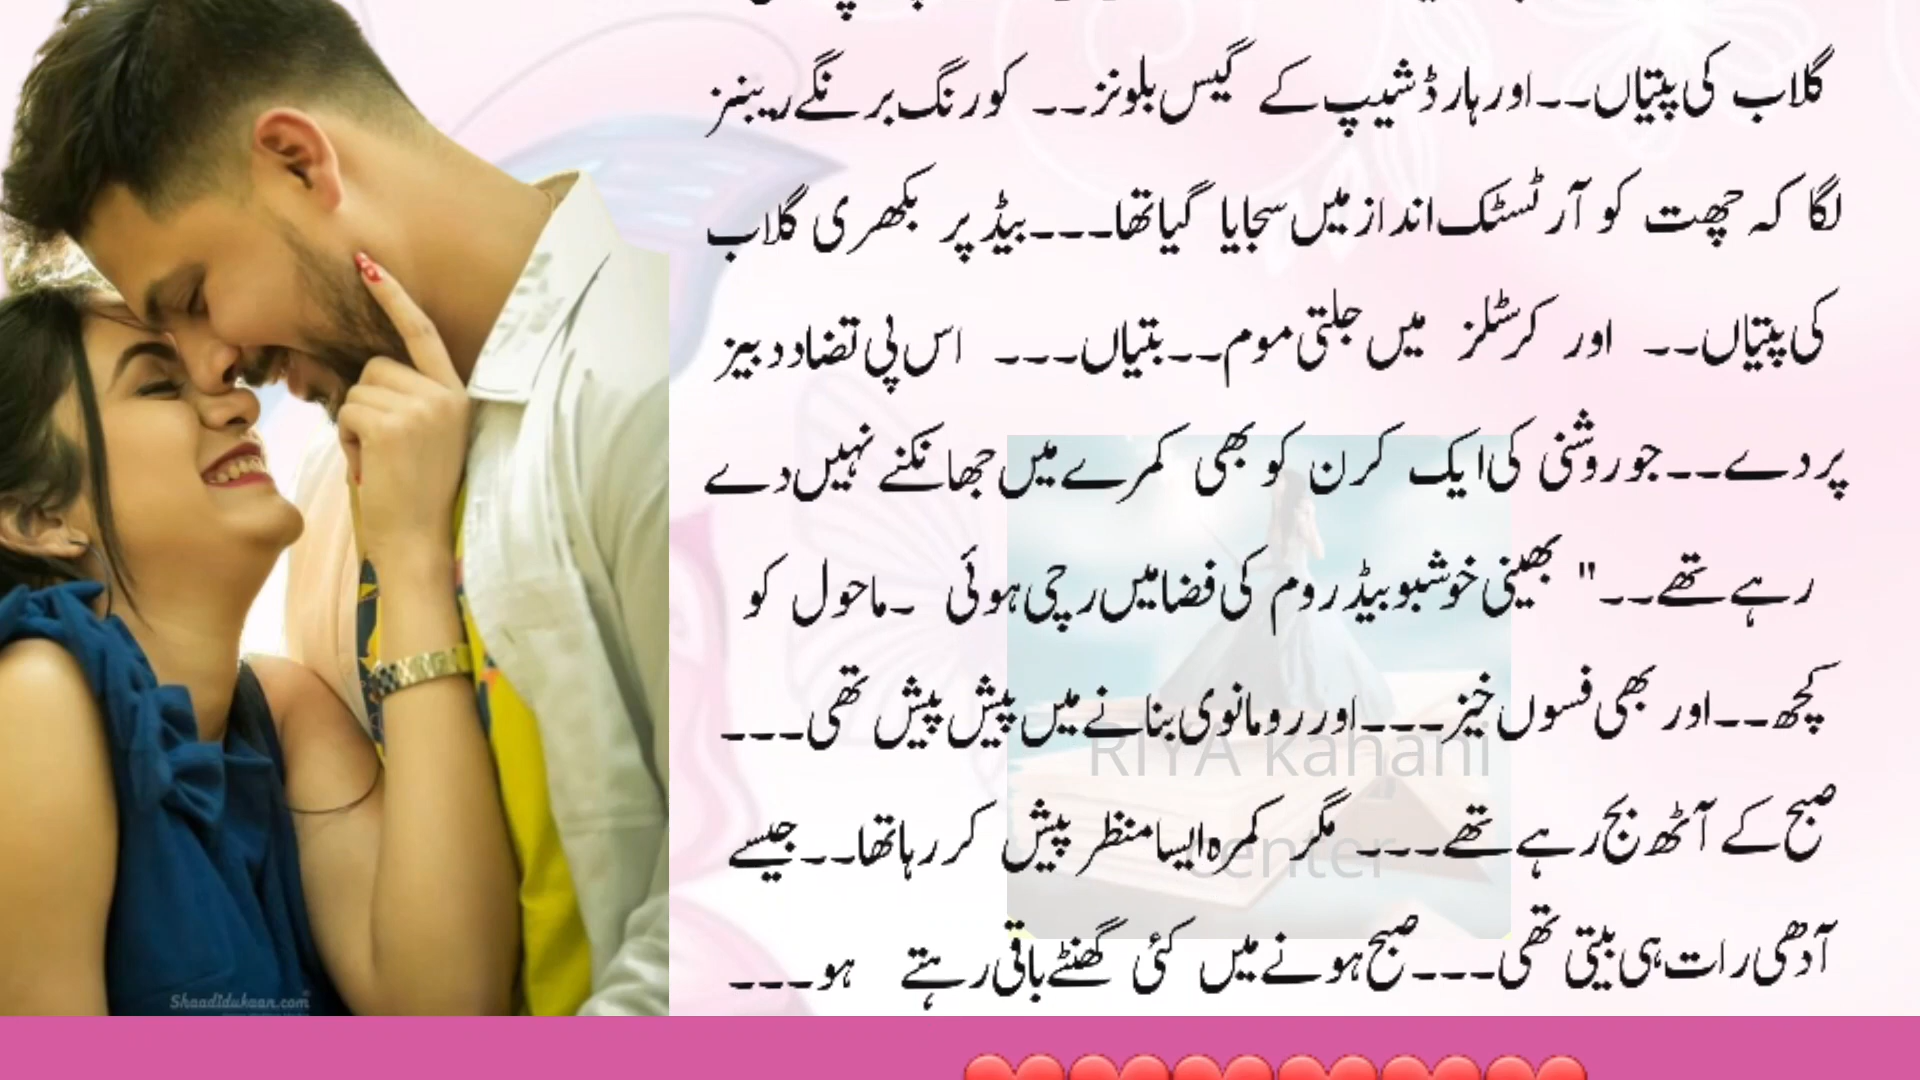 گلاب کی پتیاں۔۔اور ہارڈ شیپ کے گیس بلونز۔۔ کو رنگ برنگے ریبنز
لگا کہ چھت کو آرٹسٹک انداز میں سجایا گیا تھا۔۔۔بیڈ پر بکھری گلاب
کی پتیاں۔۔ اور کرسٹلز میں جلتی موم۔۔بتیاں۔۔۔ اس پی تضاد دبیز
پردے۔۔جو روشنی کی ایک کرن کو بھی کمرے میں جھانکنے نہیں دے
رہے تھے۔۔" بھینی خوشبو بیڈ روم کی فضا میں رچی ہوئی ۔ماحول کو
کچھ۔۔اور بھی فسوں خیز۔۔۔اور رومانوی بنانے میں پیش پیش تھی۔۔۔
صبح کے آٹھ بج رہے تھے۔۔۔ مگر کمرہ ایسا منظر پیش کر رہا تھا۔۔جیسے
آدھی رات ہی بیتی تھی۔۔۔صبح ہونے میں کئی گھنٹے باقی رہتے ہو۔۔۔
RIYA kahani
center
Shaadidukaan.com